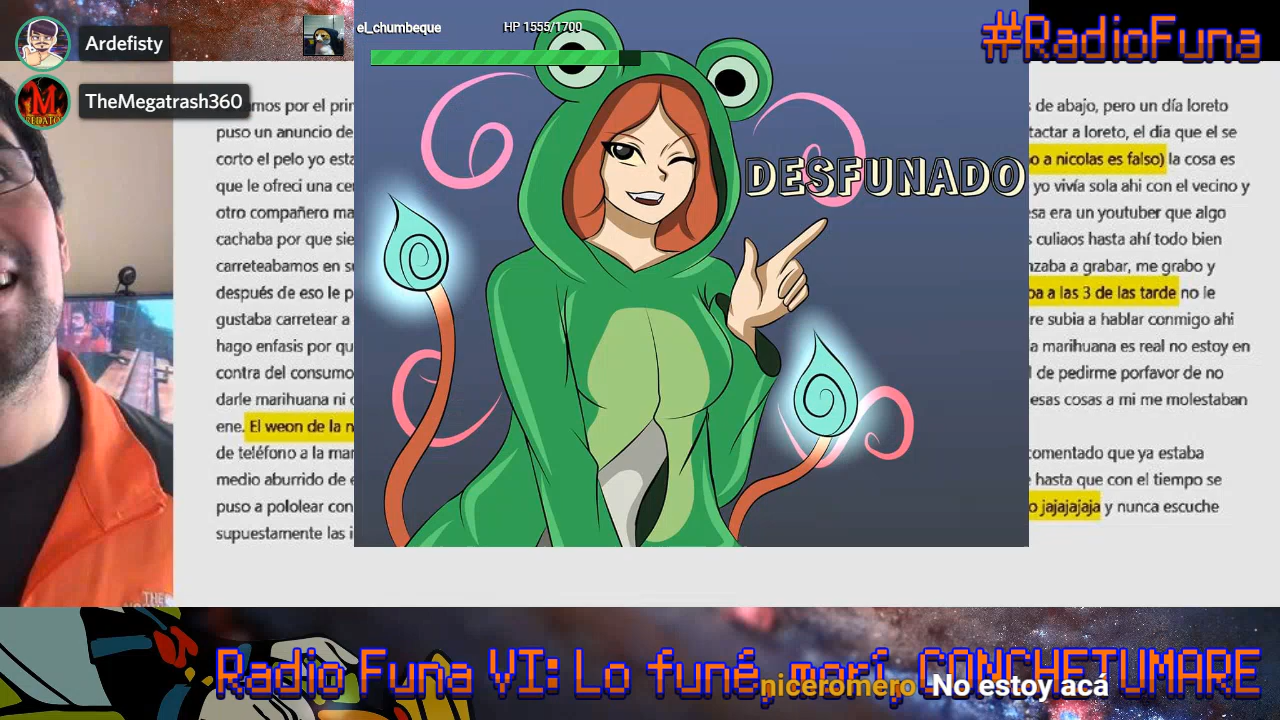 Ardefisty
TheMegatrash360
el_chumbeque
HP 1555/1700
#RadioFuna
mos por el prin
puso un anuncio de
corto el pelo yo esta
que le ofreci una ce
otro compañero ma
cachaba por que sie
carreteabamos en su
después de eso le p
gustaba carretear a
hago enfasis por qu
contra del consumo
darle marihuana ni
ene. El weon de la n
de teléfono a la mar
medio aburrido de
puso a pololear con
supuestamente las i
DESFUNADO
de abajo, pero un día loreto
tactar a loreto, el día que el se
o a nicolas es falso) la cosa es
yo vivía sola ahi con el vecino y
sa era un youtuber que algo
culiaos hasta ahí todo bien
nzaba a grabar, me grabo y
ba a las 3 de las tarde no le
re subia a hablar conmigo ahi
a marihuana es real no estoy en
l de pedirme porfavor de no
esas cosas a mi me molestaban
comentado que ya estaba
hasta que con el tiempo se
o jajajajaja y nunca escuche
Radio Funa VI: Lo funé, morí, CONCHETUMARE
niceromero No estoy acá